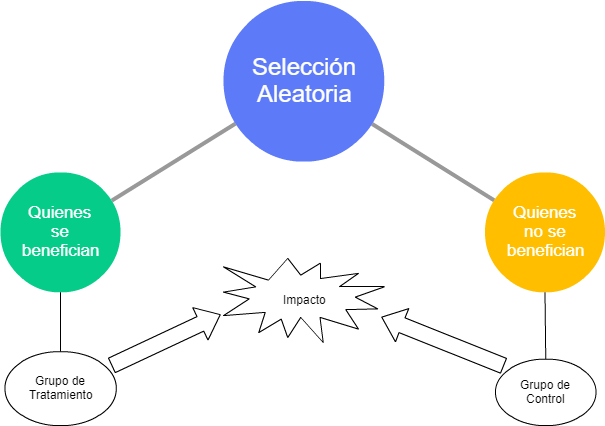 Selección
Aleatoria
Quienes
se
benefician
Quienes
no se
benefician
Impacto
Grupo de
Tratamiento
Grupo de
Control